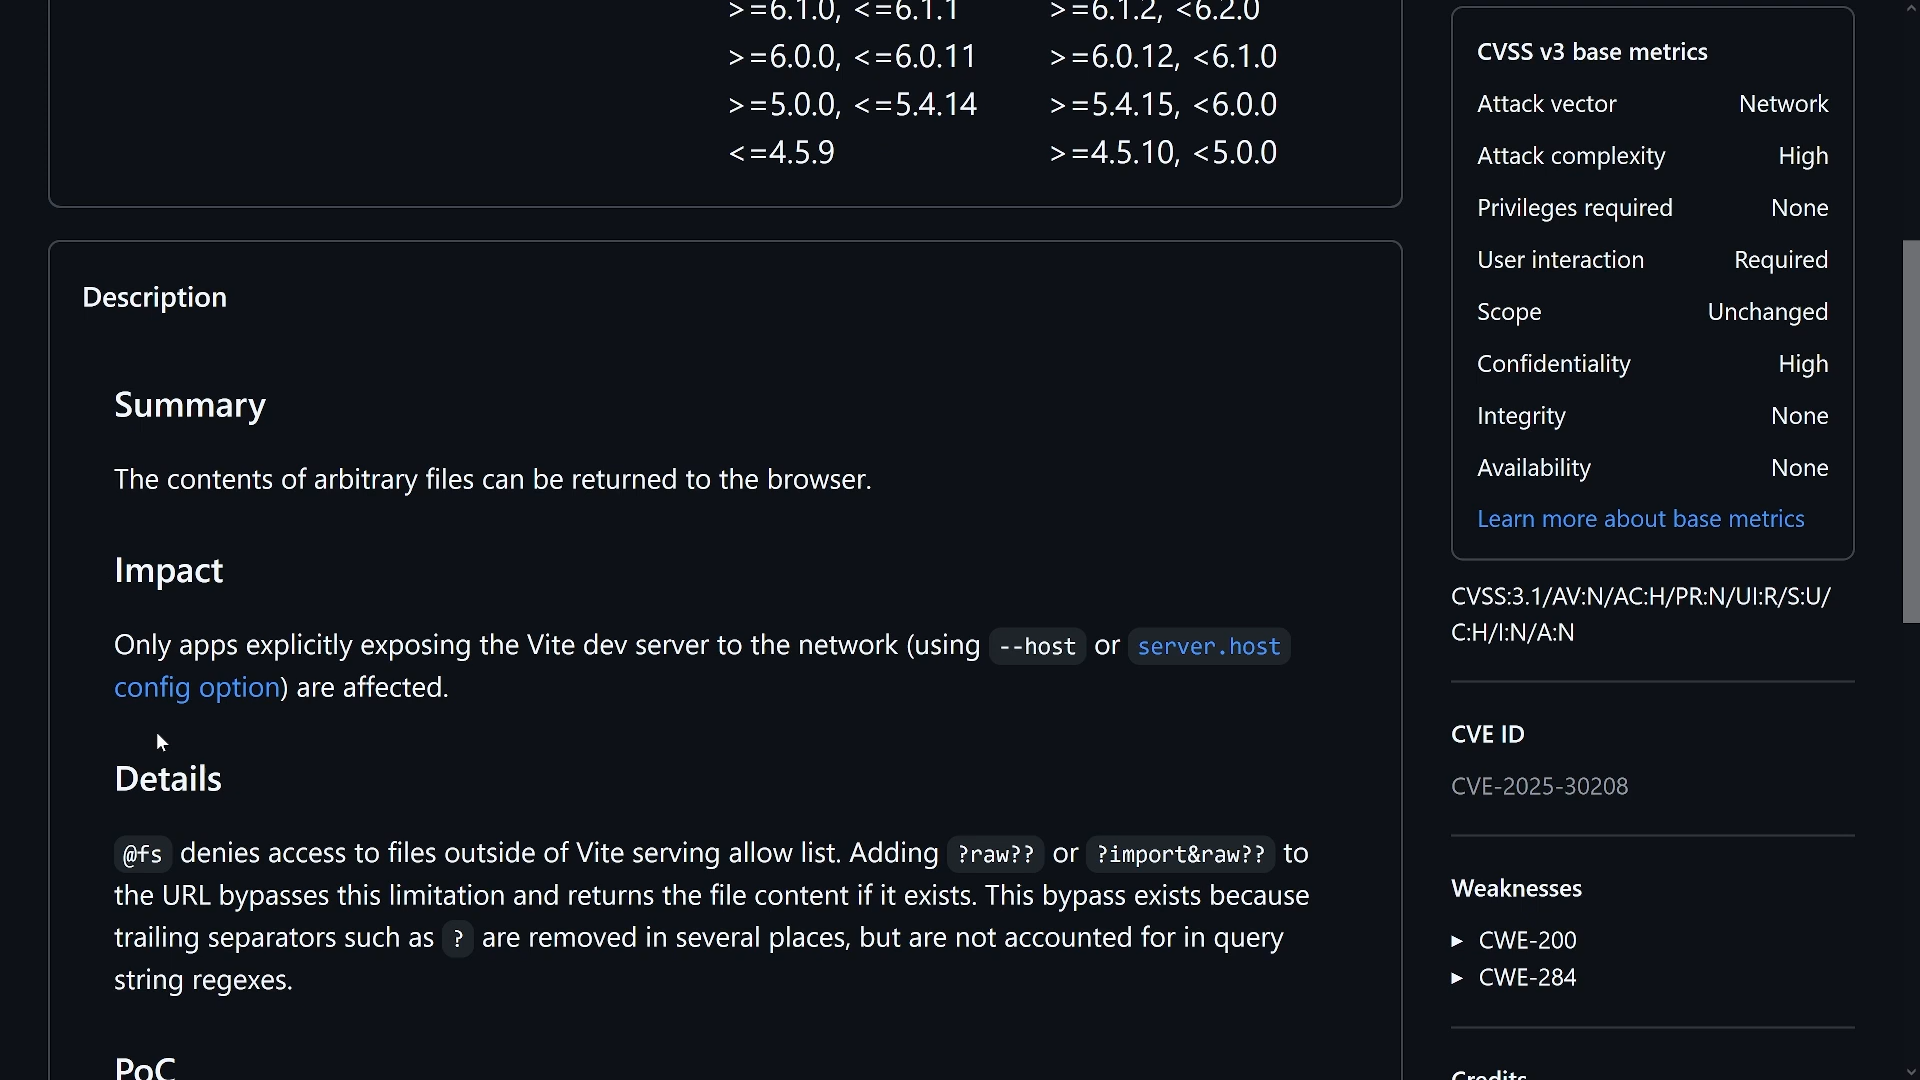 >=6.1.0, <=6.1.1 >=6.1.2, <6.2.0
>=6.0.0, <=6.0.11 >=6.0.12, <6.1.0
>=5.0.0, <=5.4.14 >=5.4.15, <6.0.0
<=4.5.9 >=4.5.10, <5.0.0
Description
Summary
The contents of arbitrary files can be returned to the browser.
Impact
Only apps explicitly exposing the Vite dev server to the network (using --host or server.host
config option) are affected.
Details
@fs denies access to files outside of Vite serving allow list. Adding ?raw?? or ?import&raw?? to
the URL bypasses this limitation and returns the file content if it exists. This bypass exists because
trailing separators such as ? are removed in several places, but are not accounted for in query
string regexes.
PoC
CVSS v3 base metrics
Attack vector Network
Attack complexity High
Privileges required None
User interaction Required
Scope Unchanged
Confidentiality High
Integrity None
Availability None
Learn more about base metrics
CVSS:3.1/AV:N/AC:H/PR:N/UI:R/S:U/
C:H/I:N/A:N
CVE ID
CVE-2025-30208
Weaknesses
CWE-200
CWE-284
Credits